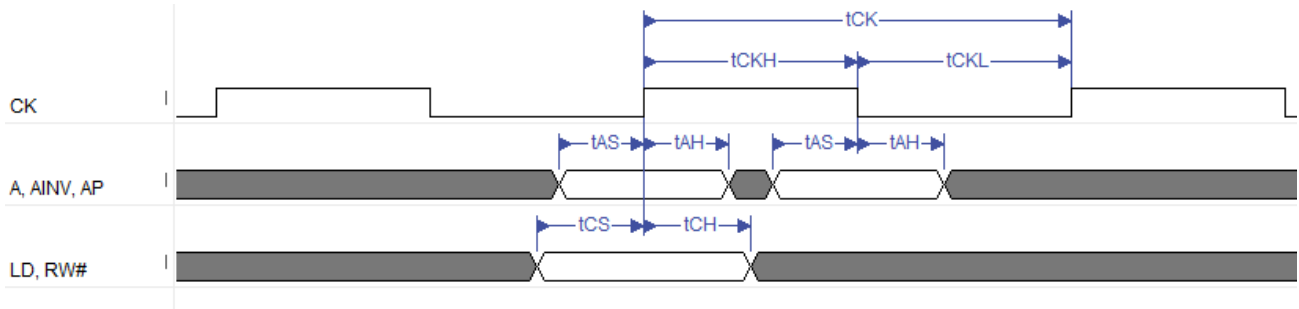 tCK
tCKH tCKL
CK
tAS tAH tAS tAH
A, AINV, AP
tCS tCH
LD, RW#